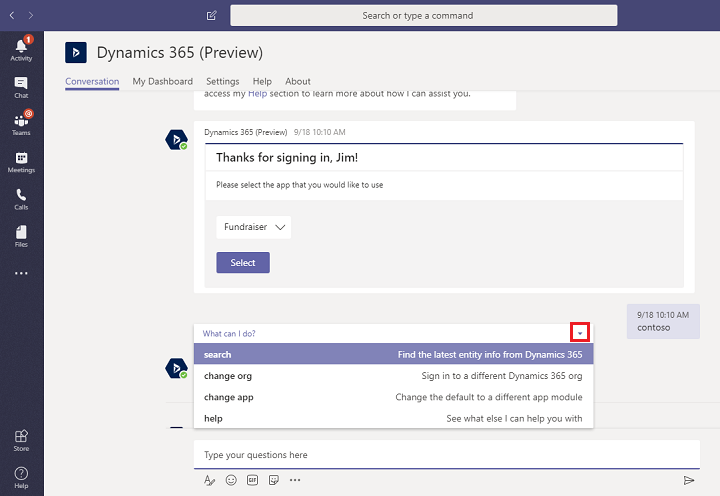 Search or type a command
1
Activity
Chat
@
Teams
Meetings
Calls
Files
Store
Help
Dynamics 365 (Preview)
Conversation My Dashboard Settings Help About
access my Help section to learn more about how I can assist you.
Dynamics 365 (Preview) 9/18 10:10 AM
Thanks for signing in, Jim!
Please select the app that you would like to use
Fundraiser
Select
9/18 10:10 AM
contoso
What can I do?
search Find the latest entity info from Dynamics 365
change org Sign in to a different Dynamics 365 org
change app Change the default to a different app module
help See what else I can help you with
Type your questions here
GIF